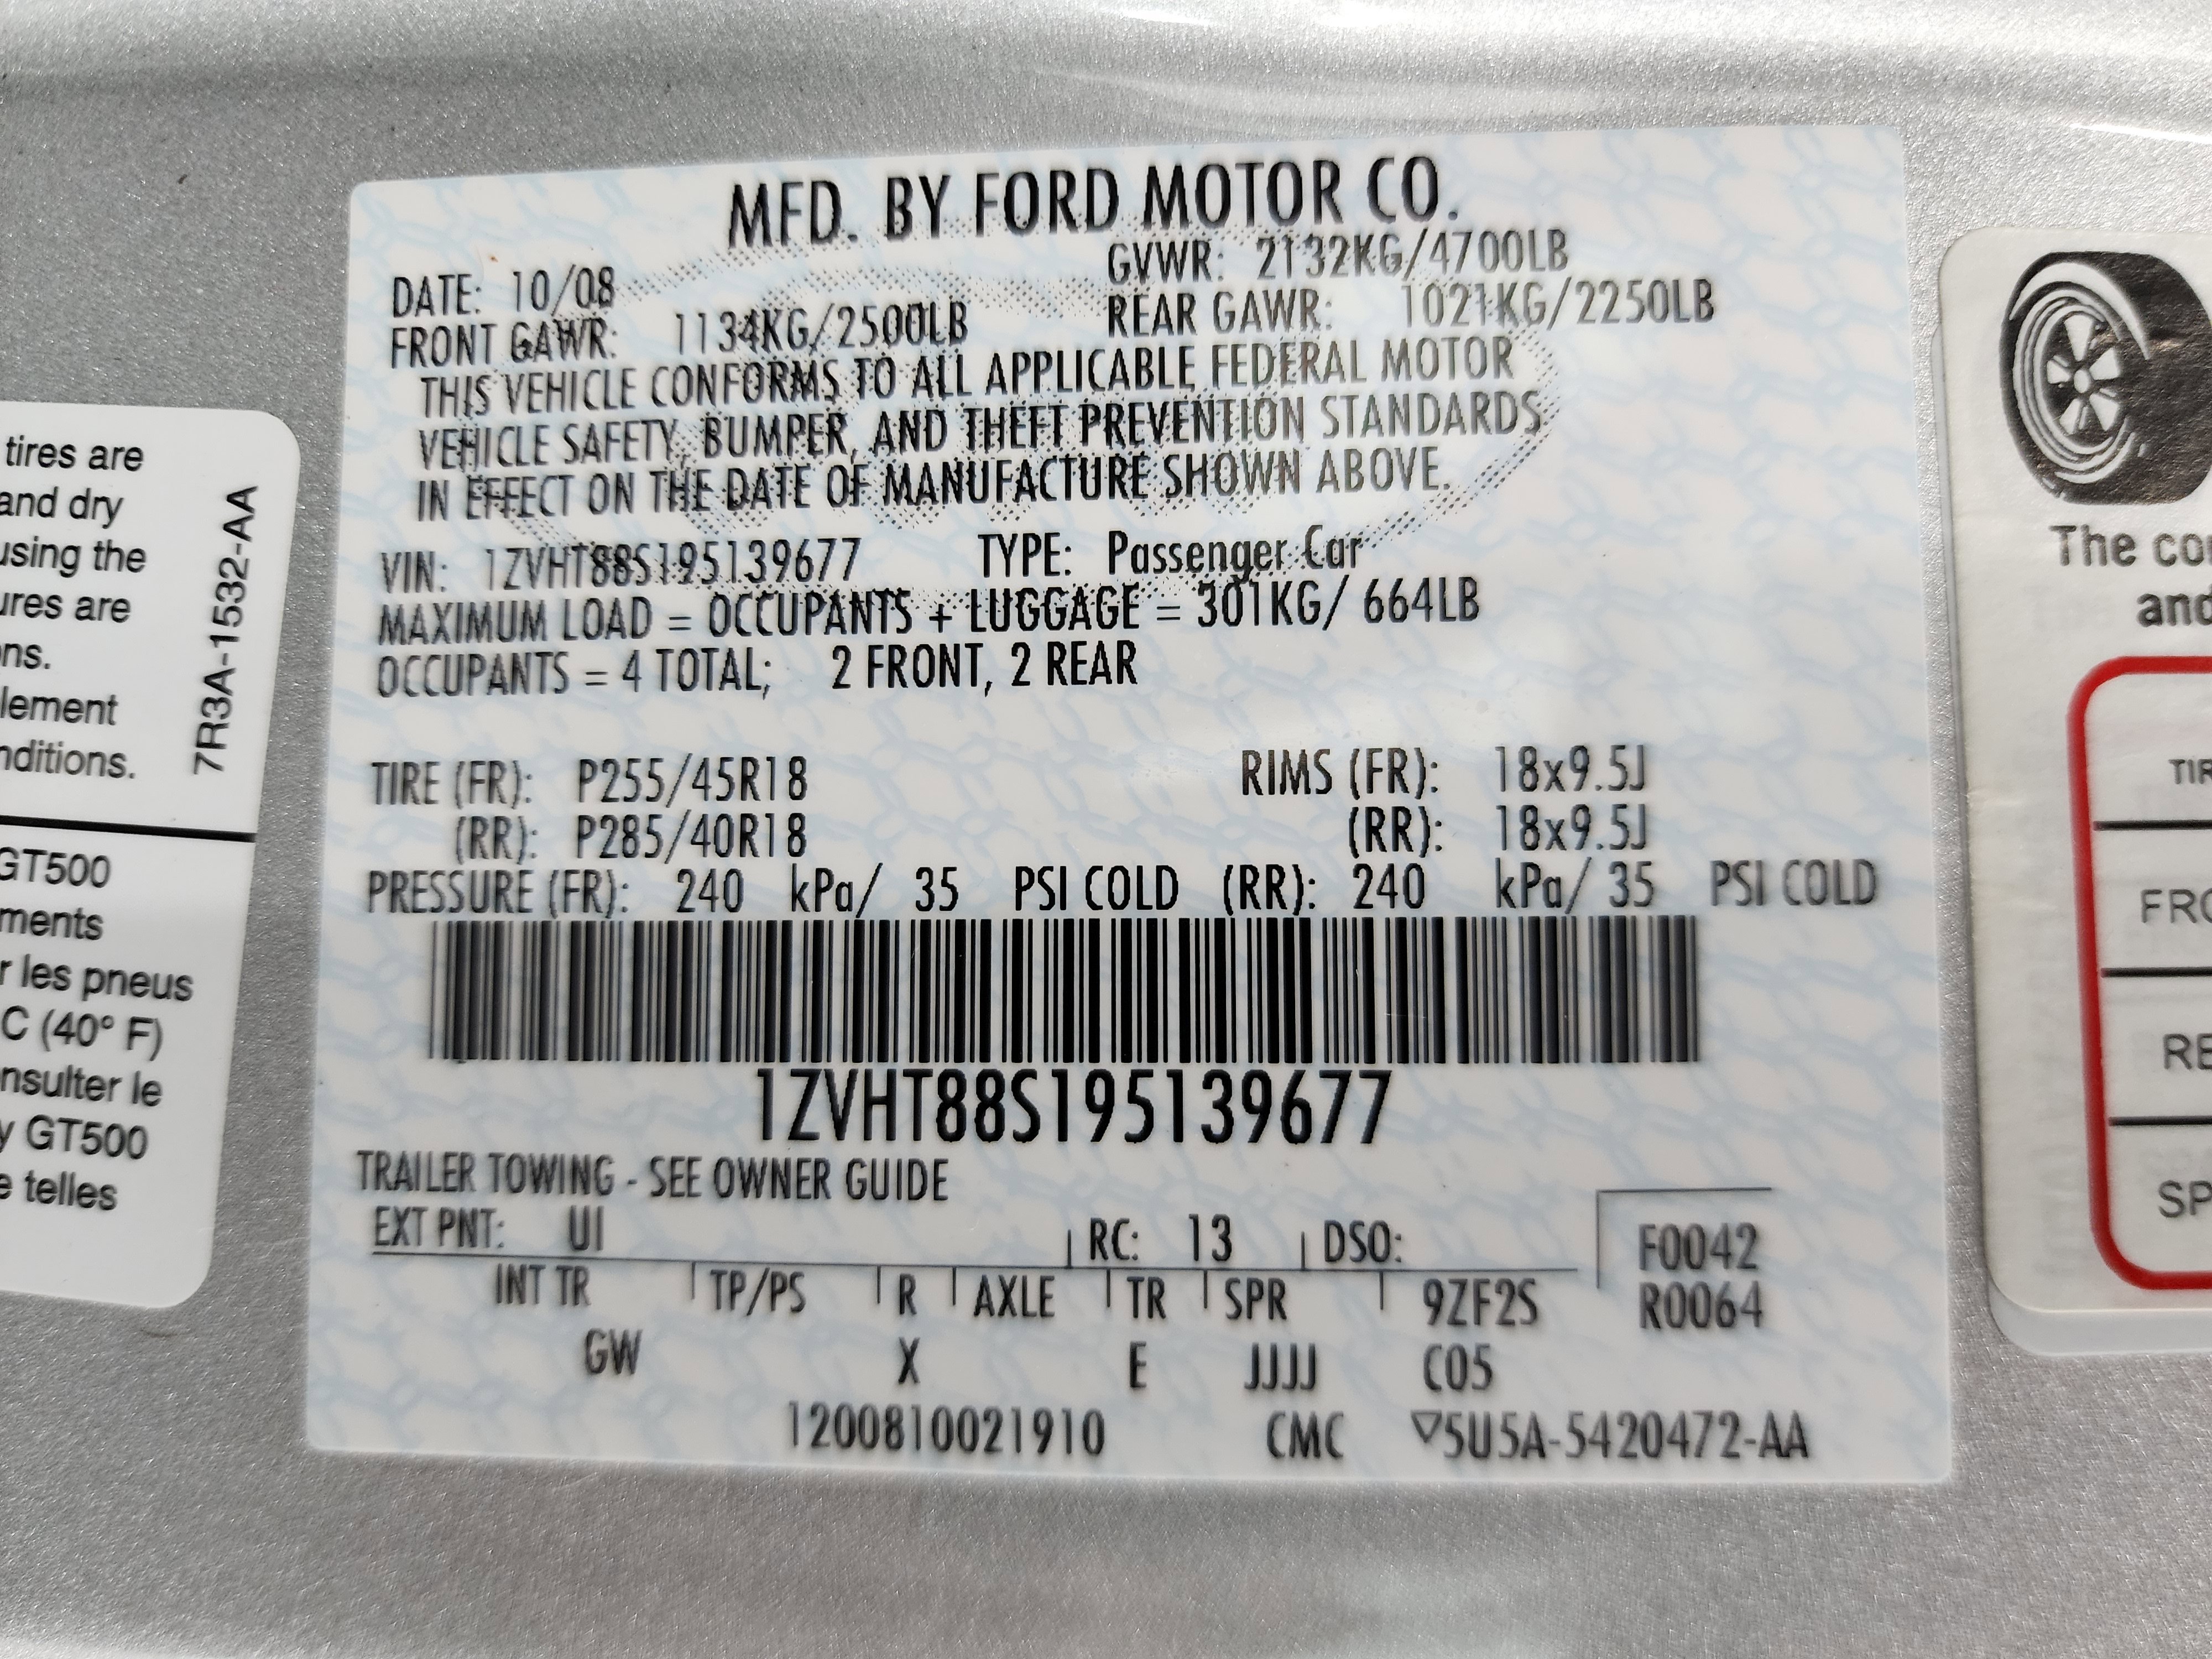 MFD. BY FORD MOTOR CO.
DATE: 10/08
GVWR: 2132KG/4700LB
FRONT GAWR: 1134KG/2500LB
REAR GAWR: 1021KG/2250LB
THIS VEHICLE CONFORMS TO ALL APPLICABLE FEDERAL MOTOR
VEHICLE SAFETY, BUMPER, AND THEFT PREVENTION STANDARDS
IN EFFECT ON THE DATE OF MANUFACTURE SHOWN ABOVE.
VIN: 1ZVHT88S195139677 TYPE: Passenger Car
MAXIMUM LOAD = OCCUPANTS + LUGGAGE = 301KG/ 664LB
OCCUPANTS = 4 TOTAL; 2 FRONT, 2 REAR
TIRE (FR): P255/45R18 RIMS (FR): 18x9.5J
(RR): P285/40R18 (RR): 18x9.5J
PRESSURE (FR): 240 kPa/ 35 PSI COLD (RR): 240 kPa/ 35 PSI COLD
1ZVHT88S195139677
TRAILER TOWING - SEE OWNER GUIDE
EXT PNT: UI RC: 13 DSO: F0042
INT TR TP/PS R AXLE TR SPR 9ZF2S R0064
GW X E JJJJ C05
1200810021910 CMC ▽5U5A-5420472-AA
tires are
and dry
using the
ures are
ns.
lement
nditions.
7R3A-1532-AA
GT500
ments
r les pneus
C (40° F)
nsulter le
y GT500
e telles
The co
and
TIR
FRO
RE
SP